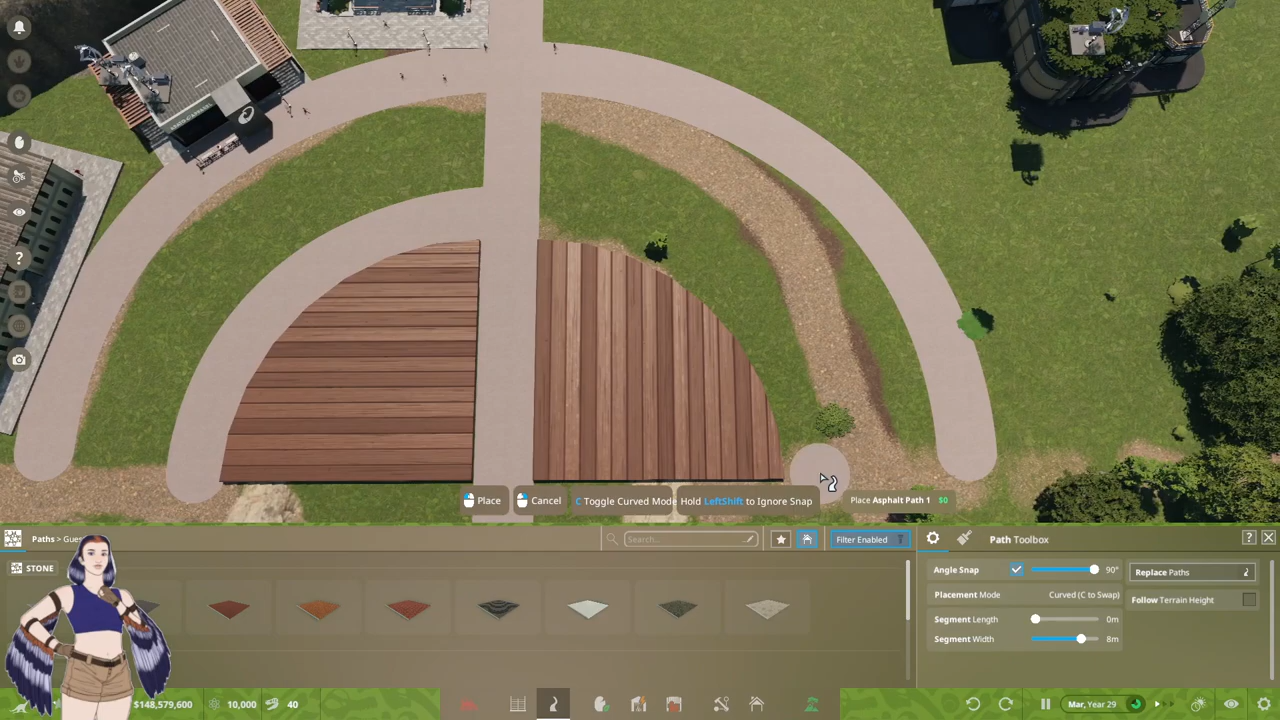 ?
Place
Cancel
C Toggle Curved Mode
Hold LeftShift to Ignore Snap
Place Asphalt Path 1 $0
Paths > Gues
Search...
Filter Enabled
Path Toolbox
?
STONE
Angle Snap 90°
Replace Paths
Placement Mode Curved (C to Swap)
Follow Terrain Height
Segment Length 0m
Segment Width 8m
$148,579,600
10,000
40
Mar, Year 29